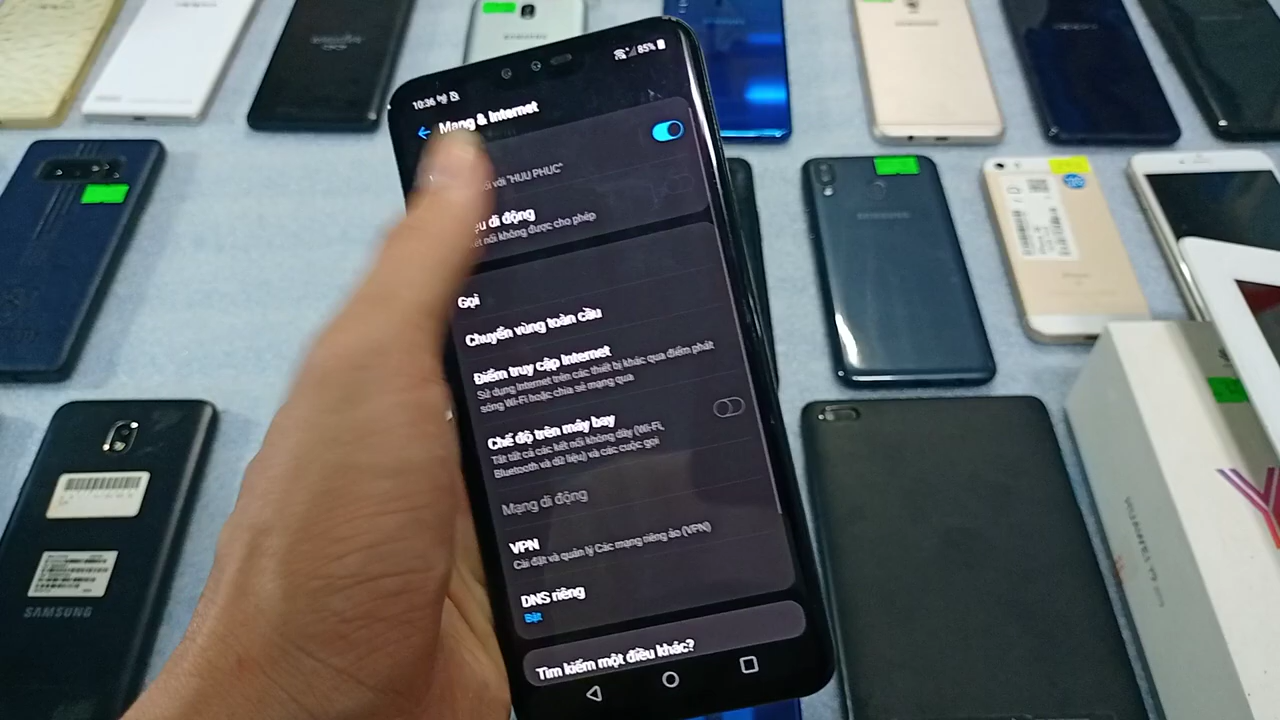 10:36
85%
Mạng & Internet
với "HUU PHUC"
di động
nối không được cho phép
Gọi
Chuyển vùng toàn cầu
Điểm truy cập Internet
Sử dụng Internet trên các thiết bị khác qua điểm phát
sóng Wi-Fi hoặc chia sẻ mạng qua
Chế độ trên máy bay
Tắt tất cả các kết nối không dây (Wi-Fi,
Bluetooth và dữ liệu) và các cuộc gọi
Mạng di động
VPN
Cài đặt và quản lý Các mạng riêng ảo (VPN)
DNS riêng
Bật
Tìm kiếm một điều khác?
SAMSUNG
SAMSUNG